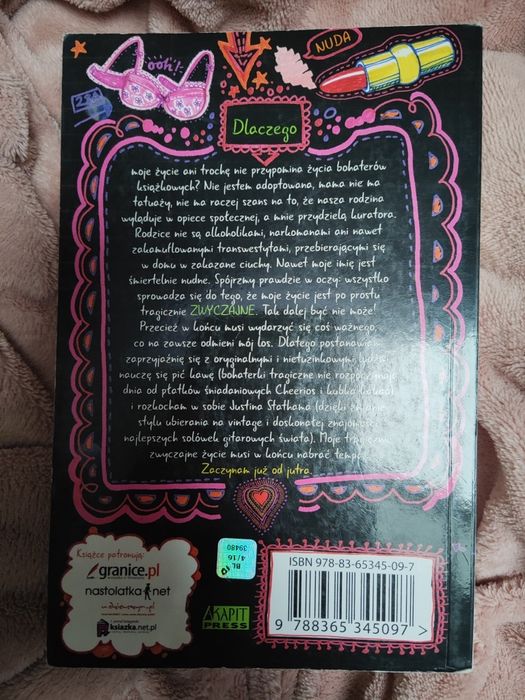 ooh!
NUDA
Dlaczego
moje życie ani trochę nie przypomina życia bohaterów
książkowych? Nie jestem adoptowana, mama nie ma
tatuaży, nie ma raczej szans na to, że nasza rodzina
wyląduje w opiece społecznej, a mnie przydzielą kuratora.
Rodzice nie są alkoholikami, narkomanami ani nawet
zakamuflowanymi transwestytami, przebierającymi się
w domu w zakazane ciuchy. Nawet moje imię jest
śmiertelnie nudne. Spójrzmy prawdzie w oczy: wszystko
sprowadza się do tego, że moje życie jest po prostu
tragicznie ZWYCZAJNE. Tak dalej być nie może!
Przecież w końcu musi wydarzyć się coś ważnego,
co na zawsze odmieni mój los. Dlatego postanawiam
zaprzyjaźnić się z oryginalnymi i nietuzinkowymi
nauczę się pić kawę (bohaterki tragiczne nie
dnia od płatków śniadaniowych Cheerios i kubka
i rozkocham w sobie Justina Stathama (dzięki
stylu ubierania na vintage i doskonałej znajomości
najlepszych solówek gitarowych świata). Moje
zwyczajne życie musi w końcu nabrać tempa.
Zaczynam już od jutra.
Książce patronują:
granice.pl
nastolatka.net
książka.net.pl
BL
4/16
39480
AKAPIT
PRESS
ISBN 978-83-65345-09-7
9 788365 345097 >